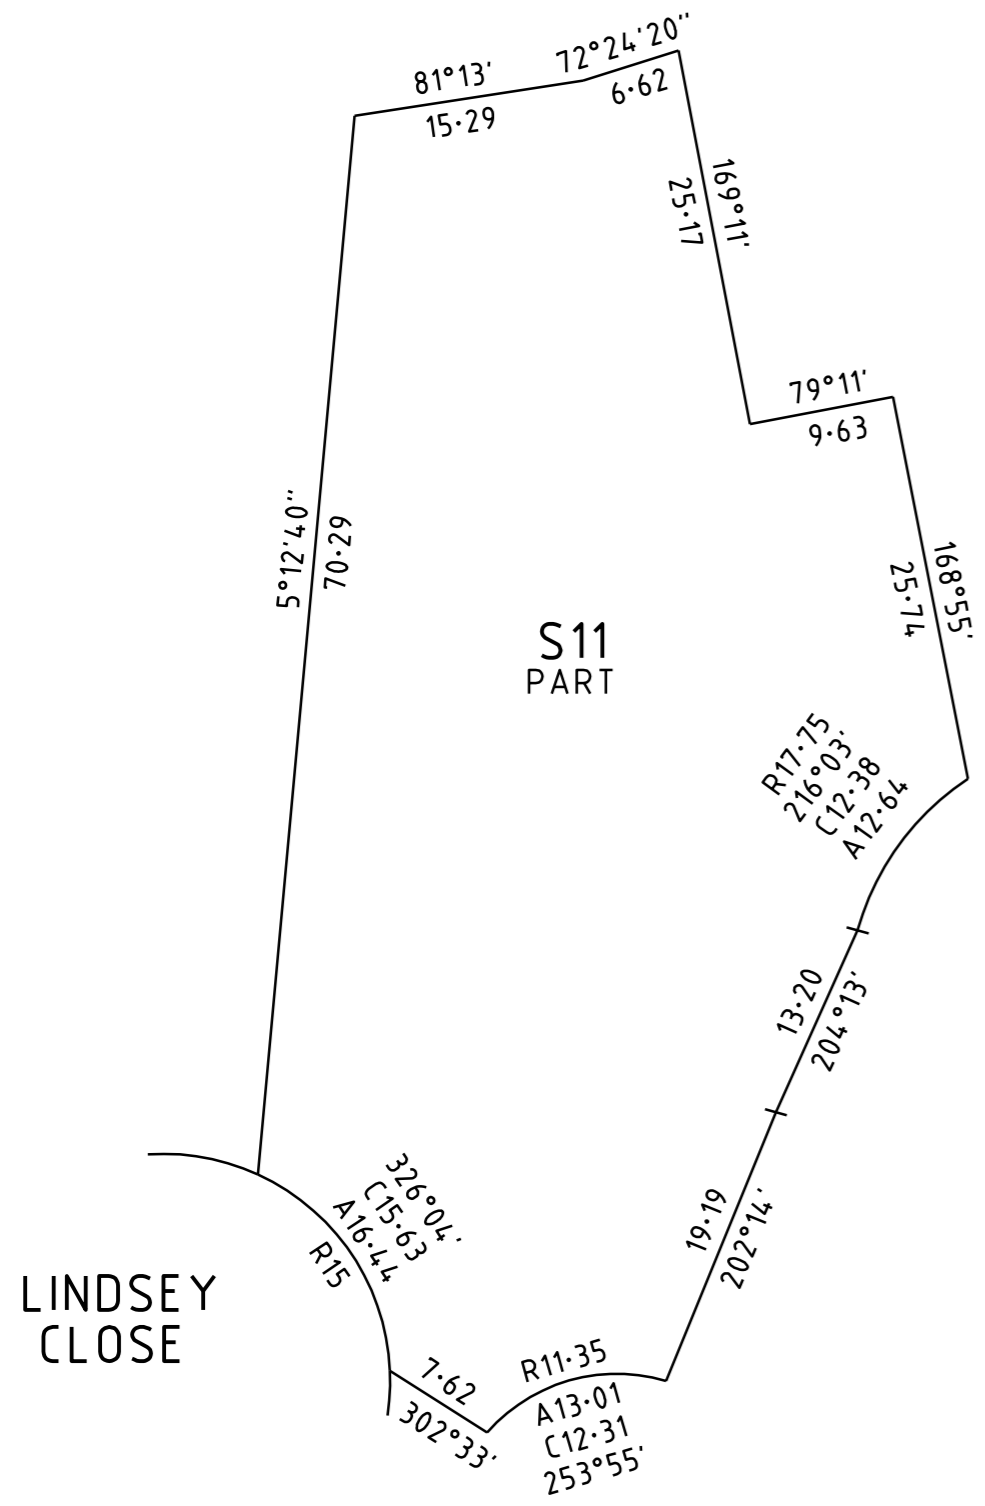 72°24'20"
81°13'
6·62
15·29
169°11'
25·17
79°11'
9·63
5°12'40"
70·29
168°55'
25·74
S11
PART
R17·75
216°03'
C12·38
A12·64
13·20
204°13'
326°04'
C15·63
A16·44
R15
19·19
202°14'
LINDSEY
CLOSE
7·62
302°33'
R11·35
A13·01
C12·31
253°55'